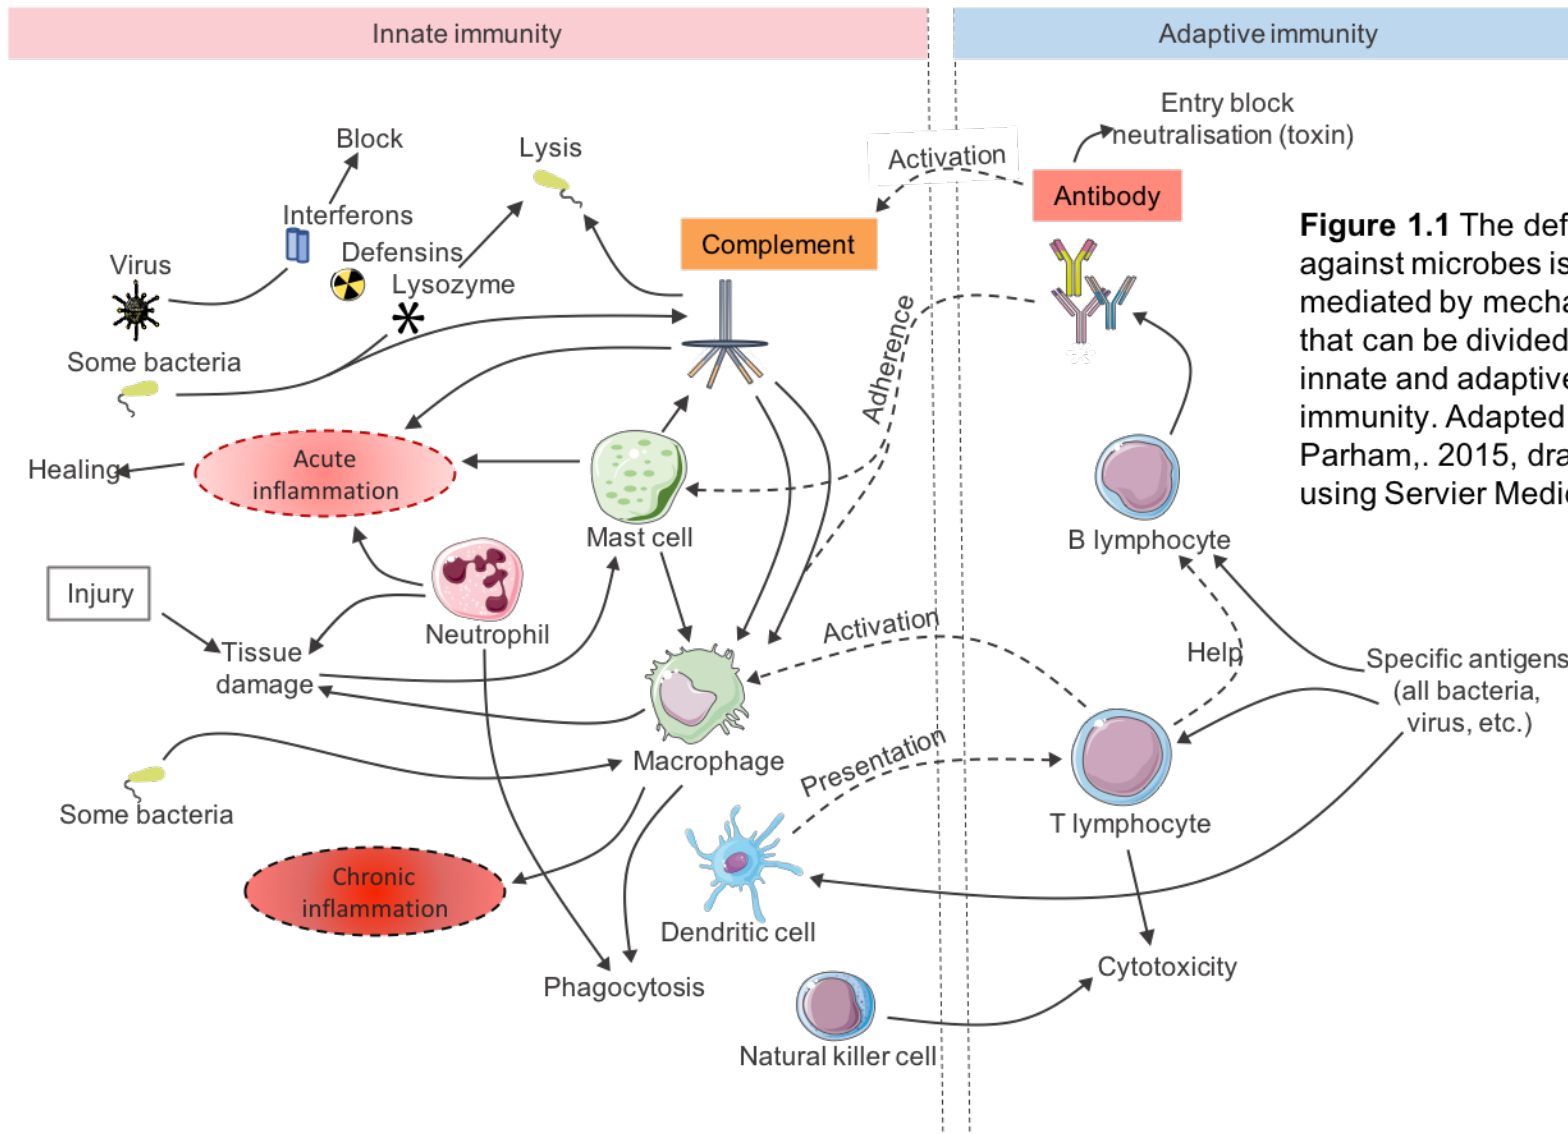 Innate immunity
Adaptive immunity
Block
Lysis
Interferons
Defensins
Lysozyme
Virus
Some bacteria
Complement
Activation
Antibody
Entry block
neutralisation (toxin)
Adherence
Healing
Acute
inflammation
Mast cell
B lymphocyte
Injury
Neutrophil
Tissue
damage
Activation
Help
Specific antigens
(all bacteria,
virus, etc.)
Macrophage
Presentation
T lymphocyte
Some bacteria
Chronic
inflammation
Dendritic cell
Phagocytosis
Cytotoxicity
Natural killer cell
Figure 1.1 The def
against microbes is
mediated by mecha
that can be divided
innate and adaptive
immunity. Adapted
Parham,. 2015, dra
using Servier Medic